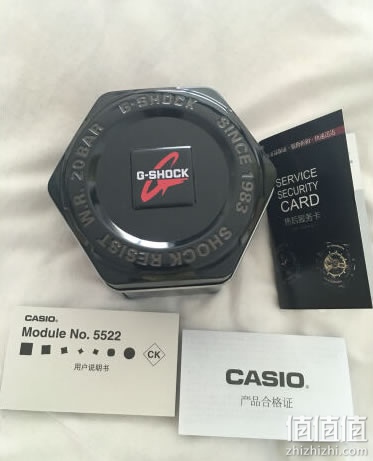 G-SHOCK SINCE 1983
SHOCK RESIST WR. 20BAR
G-SHOCK
SERVICE
SECURITY
CARD
售后服务卡
CASIO®
Module No. 5522
CK
用户说明书
CASIO®
产品合格证
值值值
zhizhizhi.com